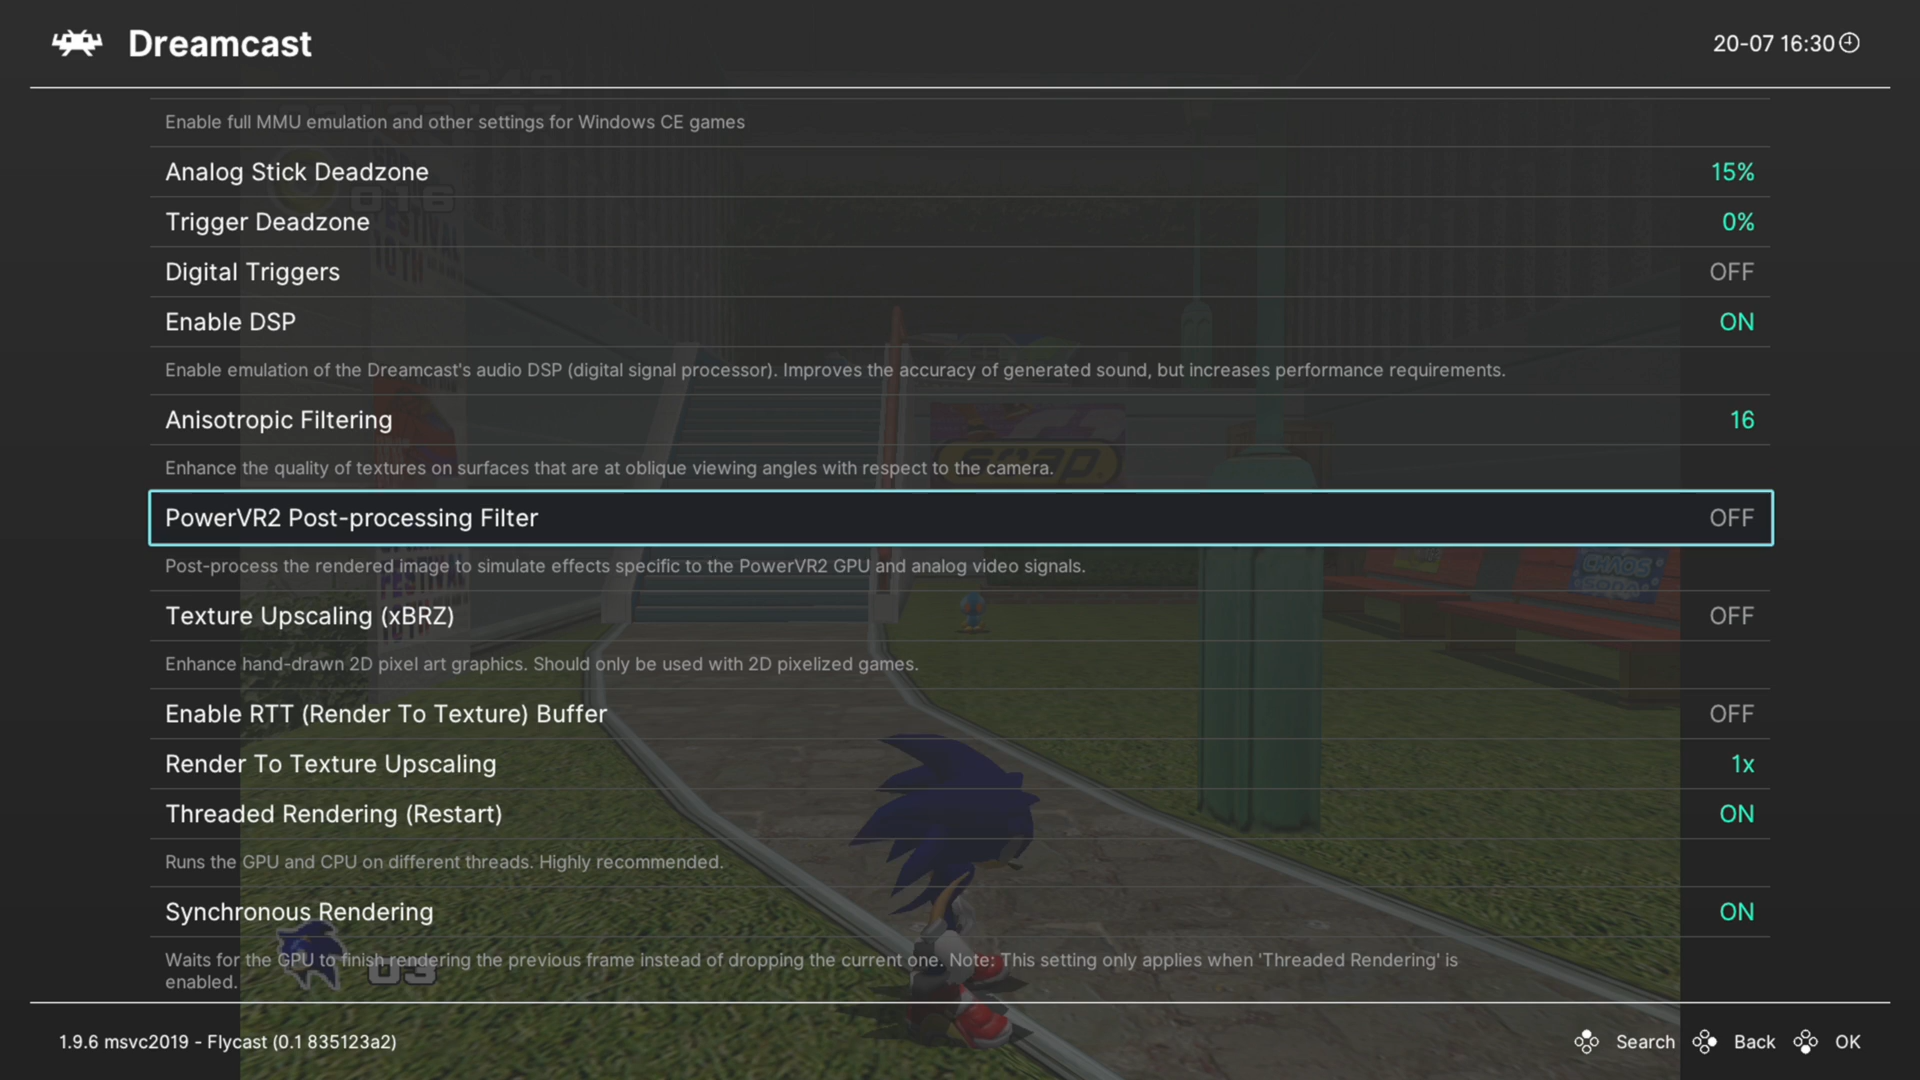 Dreamcast
20-07 16:30
Enable full MMU emulation and other settings for Windows CE games
Analog Stick Deadzone 15%
Trigger Deadzone 0%
Digital Triggers OFF
Enable DSP ON
Enable emulation of the Dreamcast's audio DSP (digital signal processor). Improves the accuracy of generated sound, but increases performance requirements.
Anisotropic Filtering 16
Enhance the quality of textures on surfaces that are at oblique viewing angles with respect to the camera.
soap
PowerVR2 Post-processing Filter OFF
Post-process the rendered image to simulate effects specific to the PowerVR2 GPU and analog video signals.
CHAOS
SODA
Texture Upscaling (xBRZ) OFF
Enhance hand-drawn 2D pixel art graphics. Should only be used with 2D pixelized games.
Enable RTT (Render To Texture) Buffer OFF
Render To Texture Upscaling 1x
Threaded Rendering (Restart) ON
Runs the GPU and CPU on different threads. Highly recommended.
Synchronous Rendering ON
Waits for the GPU to finish rendering the previous frame instead of dropping the current one. Note: This setting only applies when 'Threaded Rendering' is
enabled.
03
1.9.6 msvc2019 - Flycast (0.1 835123a2)
Search Back OK